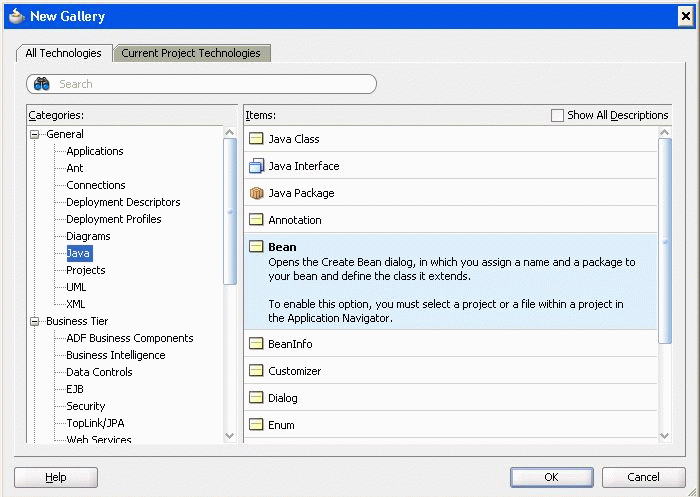 New Gallery
All Technologies
Current Project Technologies
Search
Categories:
General
Applications
Ant
Connections
Deployment Descriptors
Deployment Profiles
Diagrams
Java
Projects
UML
XML
Business Tier
ADF Business Components
Business Intelligence
Data Controls
EJB
Security
TopLink/JPA
Web Services
Items:
Show All Descriptions
Java Class
Java Interface
Java Package
Annotation
Bean
Opens the Create Bean dialog, in which you assign a name and a package to
your bean and define the class it extends.
To enable this option, you must select a project or a file within a project in
the Application Navigator.
BeanInfo
Customizer
Dialog
Enum
Help
OK
Cancel